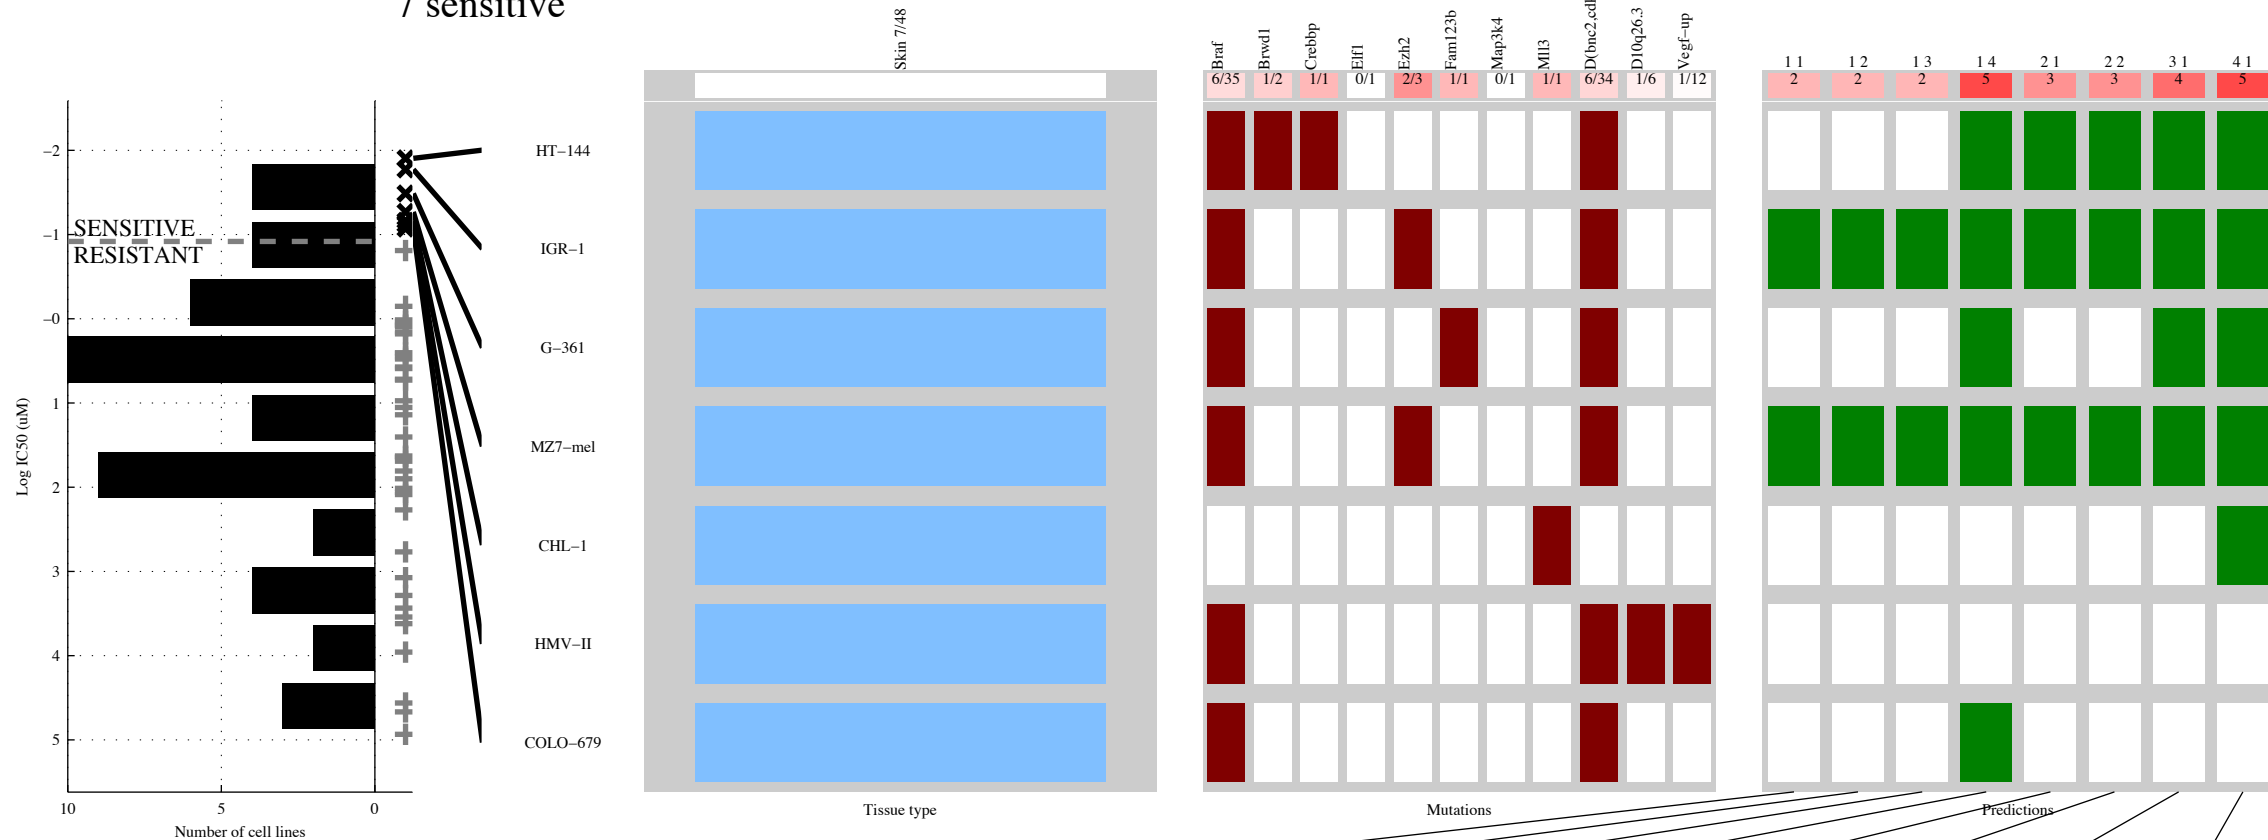 7 sensitive
Skin 7/48
Braf
Brwd1
Crebbp
Elf1
Ezh2
Fam123b
Map3k4
Mll3
D(bnc2,cdk
D10q26.3
Vegf−up
6/35 1/2 1/1 0/1 2/3 1/1 0/1 1/1 6/34 1/6 1/12
1 1 1 2 1 3 1 4 2 1 2 2 3 1 4 1
2 2 2 5 3 3 4 5
−2
−1
−0
1
2
3
4
5
Log IC50 (uM)
SENSITIVE
RESISTANT
10 5 0
Number of cell lines
HT−144
IGR−1
G−361
MZ7−mel
CHL−1
HMV−II
COLO−679
Tissue type
Mutations
Predictions